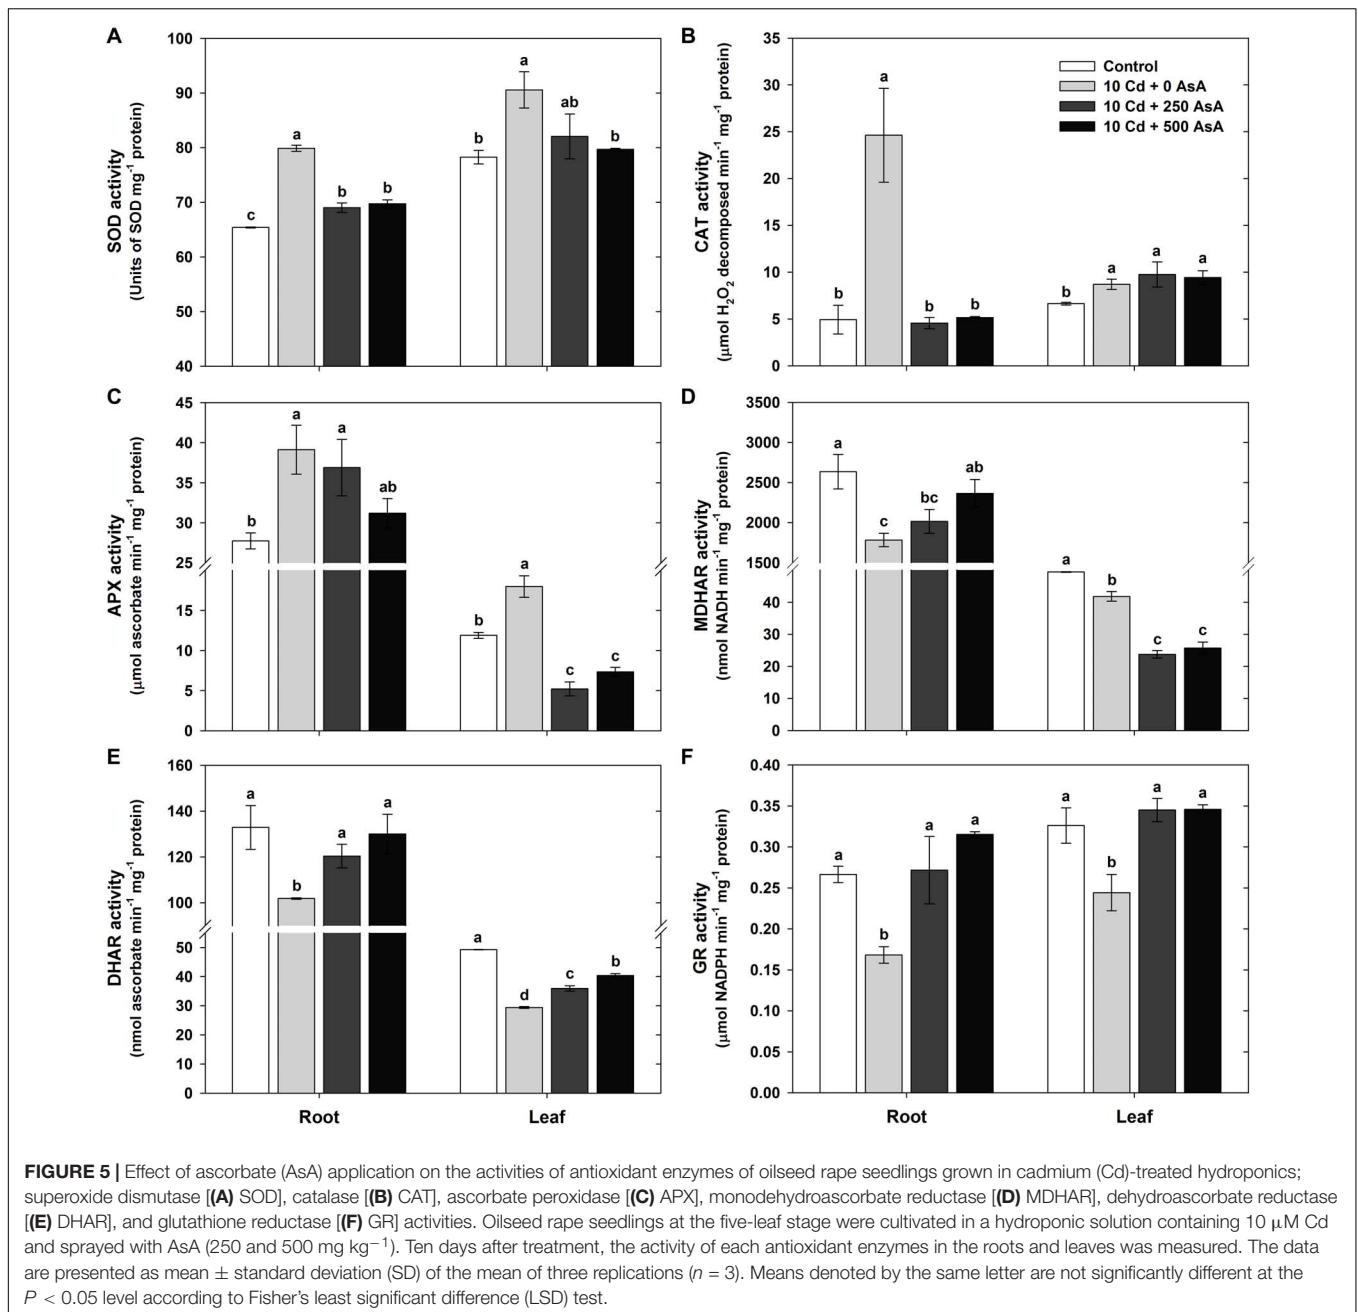 A
SOD activity
(Units of SOD mg-1 protein)
100
90
80
70
60
50
40
c
a
b
b
b
a
ab
b
B
CAT activity
(μmol H2O2 decomposed min-1 mg-1 protein)
35
30
25
20
15
10
5
0
Control
10 Cd + 0 AsA
10 Cd + 250 AsA
10 Cd + 500 AsA
b
a
b
b
b
a
a
a
C
APX activity
(μmol ascorbate min-1 mg-1 protein)
45
40
35
30
25
15
10
5
0
b
a
a
ab
b
a
c
c
D
MDHAR activity
(nmol NADH min-1 mg-1 protein)
3500
3000
2500
2000
1500
40
30
20
10
0
a
c
bc
ab
a
b
c
c
E
DHAR activity
(nmol ascorbate min-1 mg-1 protein)
160
140
120
100
50
40
30
20
10
0
a
b
a
a
a
d
c
b
Root
Leaf
F
GR activity
(μmol NADPH min-1 mg-1 protein)
0.40
0.35
0.30
0.25
0.20
0.15
0.10
0.05
0.00
a
b
a
a
a
b
a
a
Root
Leaf
FIGURE 5 | Effect of ascorbate (AsA) application on the activities of antioxidant enzymes of oilseed rape seedlings grown in cadmium (Cd)-treated hydroponics;
superoxide dismutase [(A) SOD], catalase [(B) CAT], ascorbate peroxidase [(C) APX], monodehydroascorbate reductase [(D) MDHAR], dehydroascorbate reductase
[(E) DHAR], and glutathione reductase [(F) GR] activities. Oilseed rape seedlings at the five-leaf stage were cultivated in a hydroponic solution containing 10 μM Cd
and sprayed with AsA (250 and 500 mg kg−1). Ten days after treatment, the activity of each antioxidant enzymes in the roots and leaves was measured. The data
are presented as mean ± standard deviation (SD) of the mean of three replications (n = 3). Means denoted by the same letter are not significantly different at the
P < 0.05 level according to Fisher's least significant difference (LSD) test.